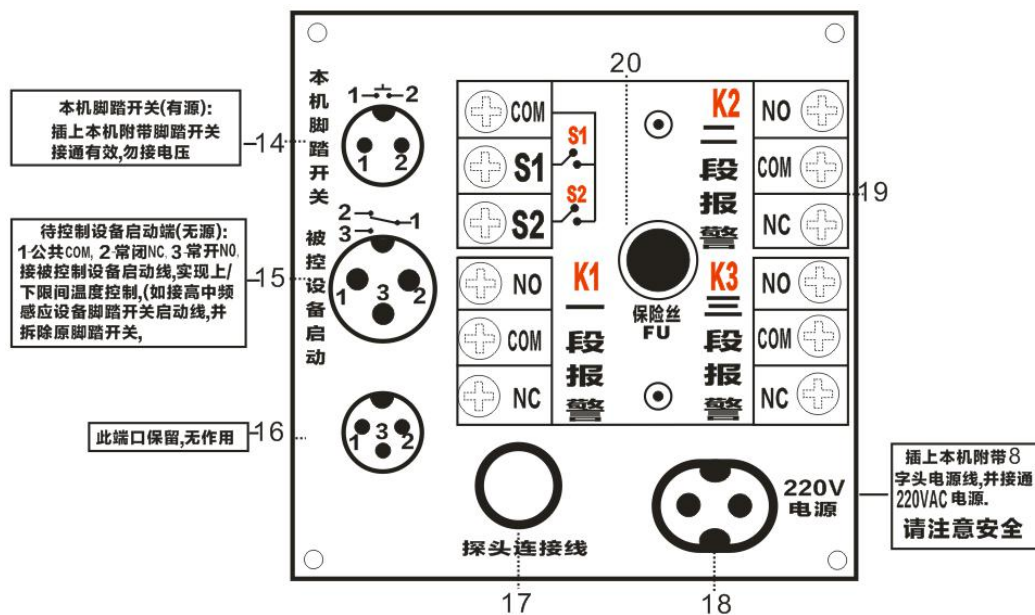 本机脚踏开关(有源):
插上本机附带脚踏开关
接通有效,勿接电压
14
待控制设备启动端(无源):
1-公共COM, 2-常闭NC, 3-常开NO,
接被控制设备启动线,实现上/
下限间温度控制,(如接高中频
感应设备脚踏开关启动线,并
拆除原脚踏开关,
15
此端口保留,无作用
16
本机脚踏开关
1 2
1 2
被控设备启动
2 1
3
1 3 2
1 3 2
COM
S1
S2
S1
S2
K1
一段报警
NO
COM
NC
20
保险丝
FU
K2
二段报警
NO
COM
NC
19
K3
三段报警
NO
COM
NC
探头连接线
17
220V
电源
18
插上本机附带8
字头电源线,并接通
220VAC 电源.
请注意安全